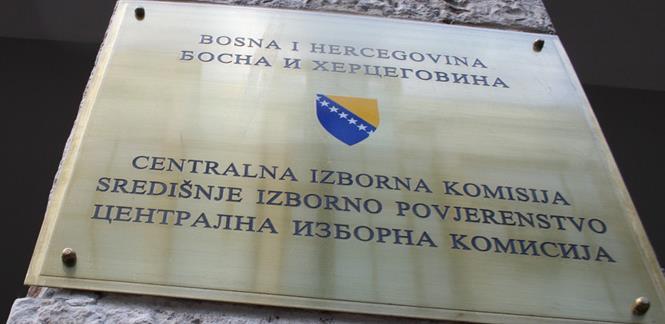 BOSNA I HERCEGOVINA
БОСНА И ХЕРЦЕГОВИНА
CENTRALNA IZBORNA KOMISIJA
SREDIŠNJE IZBORNO POVJERENSTVO
ЦЕНТРАЛНА ИЗБОРНА КОМИСИЈА